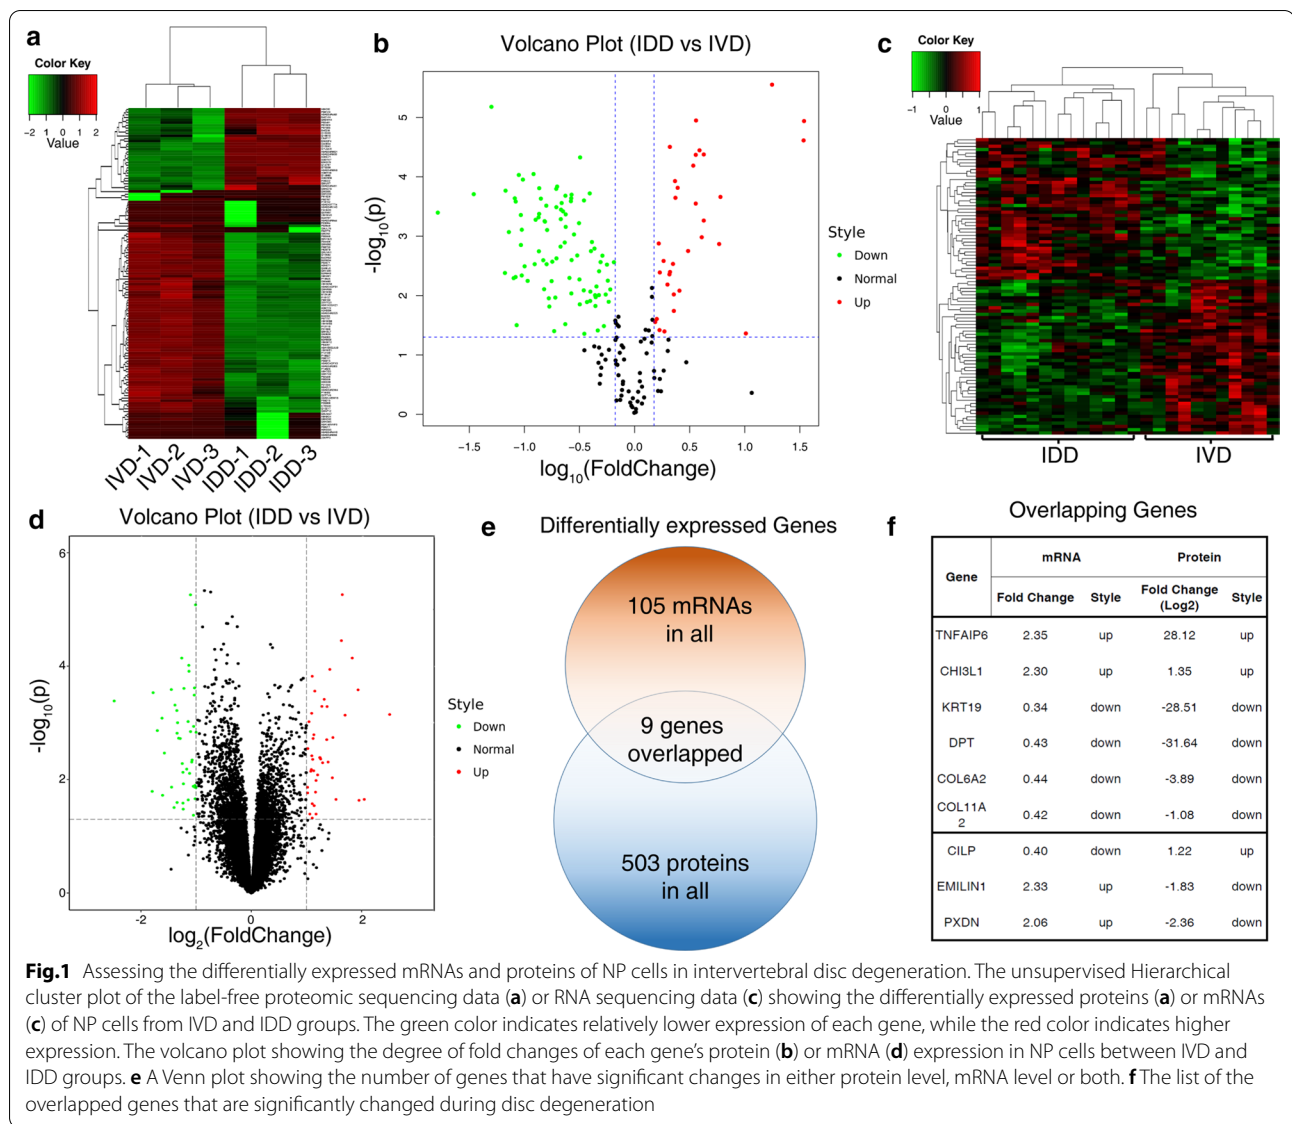 a
Color Key
−2 1 0 1 2
Value
IVD-1
IVD-2
IVD-3
IDD-1
IDD-2
IDD-3
b
Volcano Plot (IDD vs IVD)
-log10(p)
5
4
3
2
1
0
−1.5 −1.0 −0.5 0.0 0.5 1.0 1.5
log10(FoldChange)
Style
Down
Normal
Up
c
Color Key
−1 0 1
Value
IDD
IVD
d
Volcano Plot (IDD vs IVD)
-log10(p)
6
4
2
0
-2 0 2
log2(FoldChange)
Style
Down
Normal
Up
e
Differentially expressed Genes
105 mRNAs
in all
9 genes
overlapped
503 proteins
in all
f
Overlapping Genes
Gene mRNA Protein
Fold Change Style Fold Change (Log2) Style
TNFAIP6 2.35 up 28.12 up
CHI3L1 2.30 up 1.35 up
KRT19 0.34 down -28.51 down
DPT 0.43 down -31.64 down
COL6A2 0.44 down -3.89 down
COL11A
2 0.42 down -1.08 down
CILP 0.40 down 1.22 up
EMILIN1 2.33 up -1.83 down
PXDN 2.06 up -2.36 down
Fig.1 Assessing the differentially expressed mRNAs and proteins of NP cells in intervertebral disc degeneration. The unsupervised Hierarchical
cluster plot of the label-free proteomic sequencing data (a) or RNA sequencing data (c) showing the differentially expressed proteins (a) or mRNAs
(c) of NP cells from IVD and IDD groups. The green color indicates relatively lower expression of each gene, while the red color indicates higher
expression. The volcano plot showing the degree of fold changes of each gene's protein (b) or mRNA (d) expression in NP cells between IVD and
IDD groups. e A Venn plot showing the number of genes that have significant changes in either protein level, mRNA level or both. f The list of the
overlapped genes that are significantly changed during disc degeneration